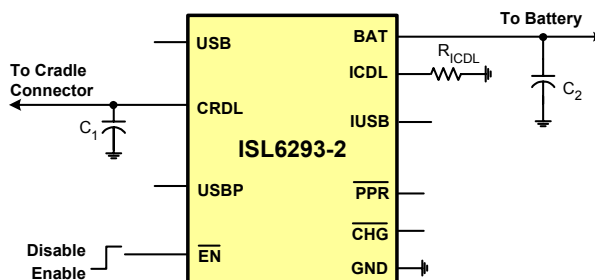 To Battery
USB
BAT
R_ICDL
To Cradle
Connector
ICDL
CRDL
C1
C2
IUSB
ISL6293-2
USBP
PPR
CHG
Disable
Enable
EN
GND